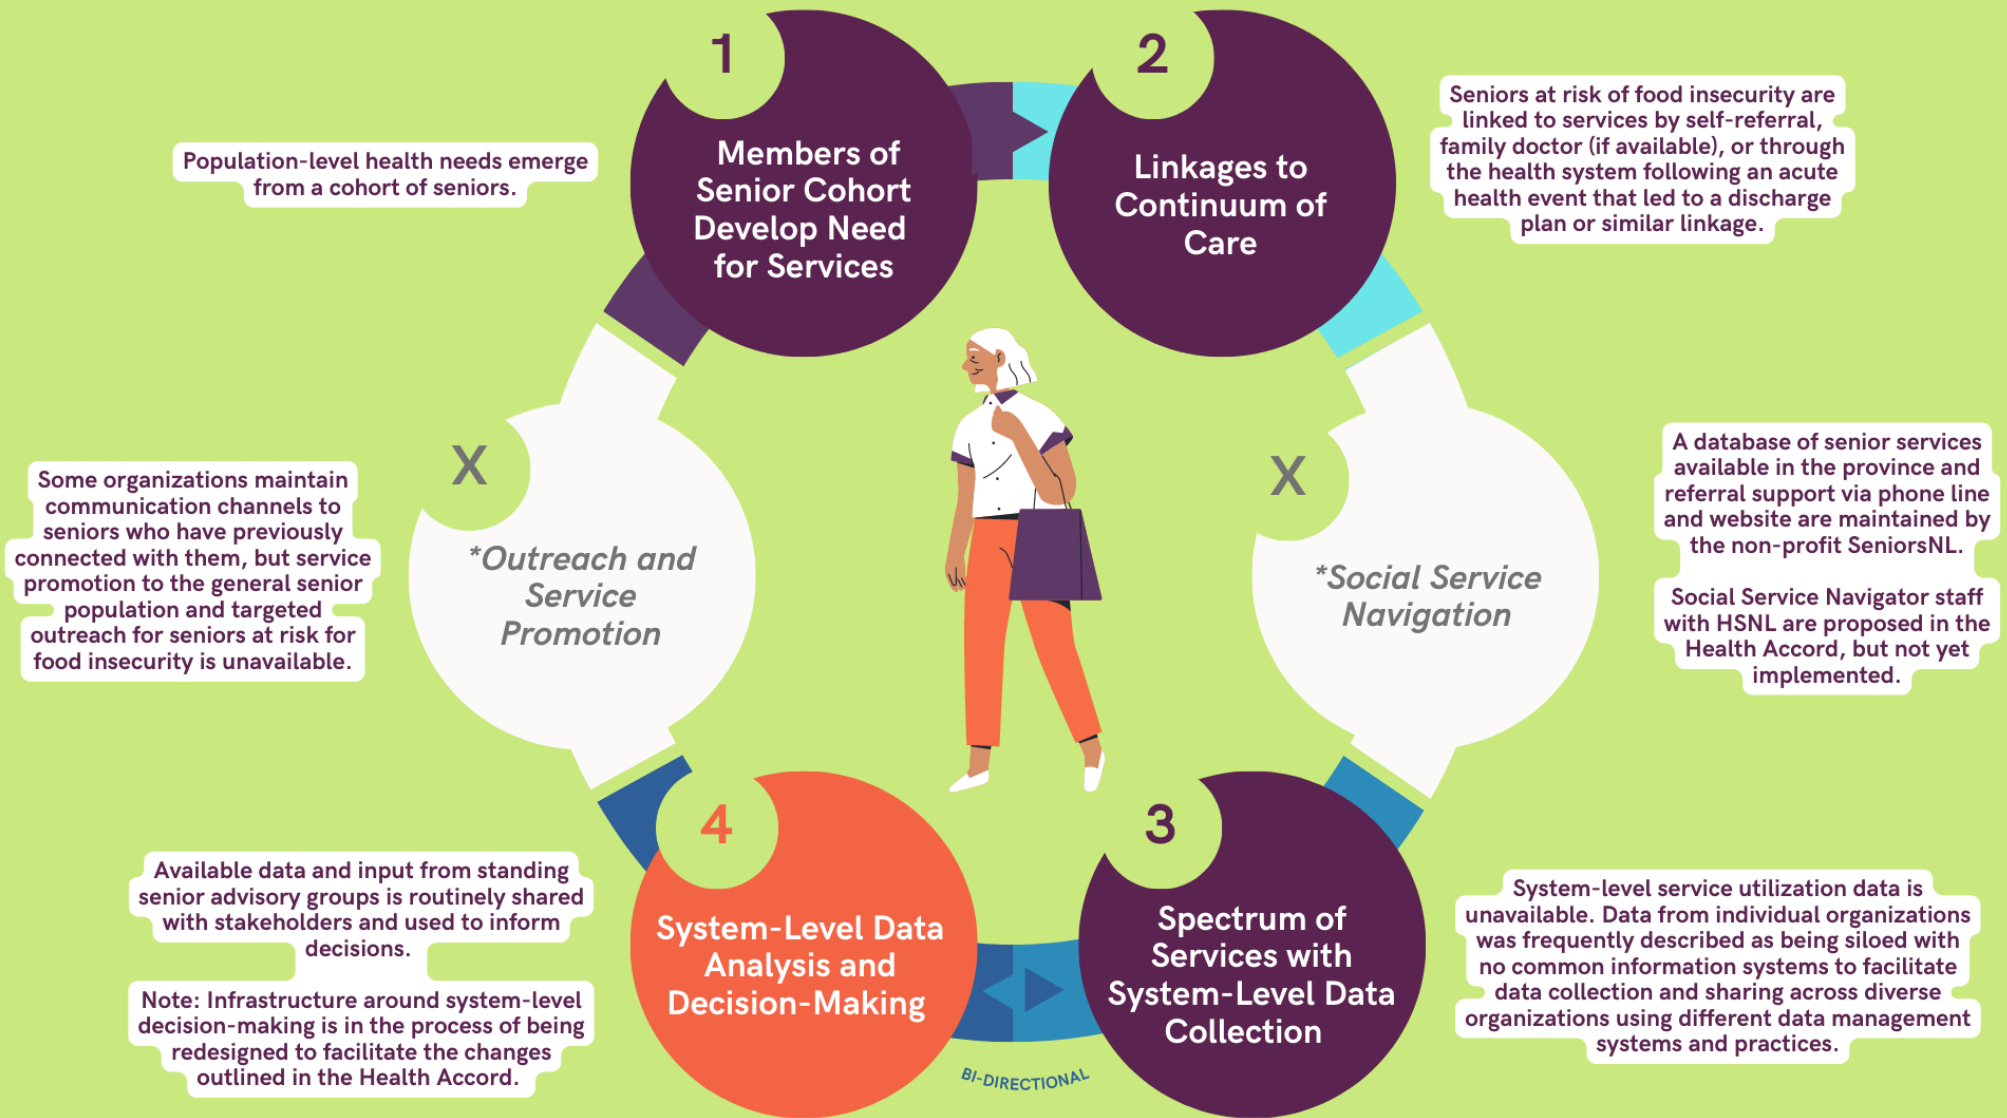 1
Members of
Senior Cohort
Develop Need
for Services
Population-level health needs emerge
from a cohort of seniors.
2
Linkages to
Continuum of
Care
Seniors at risk of food insecurity are
linked to services by self-referral,
family doctor (if available), or through
the health system following an acute
health event that led to a discharge
plan or similar linkage.
X
*Social Service
Navigation
A database of senior services
available in the province and
referral support via phone line
and website are maintained by
the non-profit SeniorsNL.
Social Service Navigator staff
with HSNL are proposed in the
Health Accord, but not yet
implemented.
3
Spectrum of
Services with
System-Level Data
Collection
System-level service utilization data is
unavailable. Data from individual organizations
was frequently described as being siloed with
no common information systems to facilitate
data collection and sharing across diverse
organizations using different data management
systems and practices.
BI-DIRECTIONAL
4
System-Level Data
Analysis and
Decision-Making
Available data and input from standing
senior advisory groups is routinely shared
with stakeholders and used to inform
decisions.
Note: Infrastructure around system-level
decision-making is in the process of being
redesigned to facilitate the changes
outlined in the Health Accord.
X
*Outreach and
Service
Promotion
Some organizations maintain
communication channels to
seniors who have previously
connected with them, but service
promotion to the general senior
population and targeted
outreach for seniors at risk for
food insecurity is unavailable.